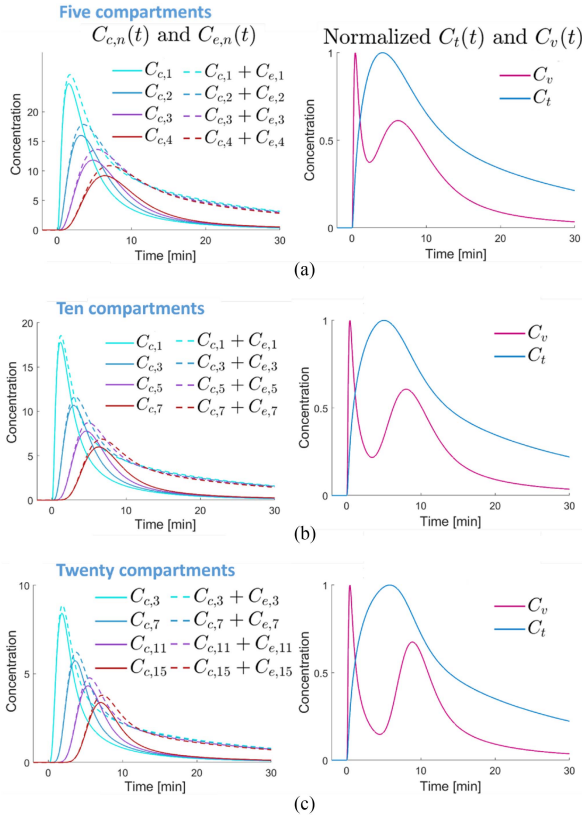 Five compartments
C_{c,n}(t) and C_{e,n}(t)
Normalized C_t(t) and C_v(t)
C_{c,1} C_{c,1} + C_{e,1}
C_{c,2} C_{c,2} + C_{e,2}
C_{c,3} C_{c,3} + C_{e,3}
C_{c,4} C_{c,4} + C_{e,4}
Concentration
25
20
15
10
5
0
0 10 20 30
Time [min]
C_v
C_t
Concentration
1
0.5
0
0 10 20 30
Time [min]
(a)
Ten compartments
C_{c,1} C_{c,1} + C_{e,1}
C_{c,3} C_{c,3} + C_{e,3}
C_{c,5} C_{c,5} + C_{e,5}
C_{c,7} C_{c,7} + C_{e,7}
Concentration
20
15
10
5
0
0 10 20 30
Time [min]
C_v
C_t
Concentration
1
0.5
0
0 10 20 30
Time [min]
(b)
Twenty compartments
C_{c,3} C_{c,3} + C_{e,3}
C_{c,7} C_{c,7} + C_{e,7}
C_{c,11} C_{c,11} + C_{e,11}
C_{c,15} C_{c,15} + C_{e,15}
Concentration
10
5
0
0 10 20 30
Time [min]
C_v
C_t
Concentration
1
0.5
0
0 10 20 30
Time [min]
(c)